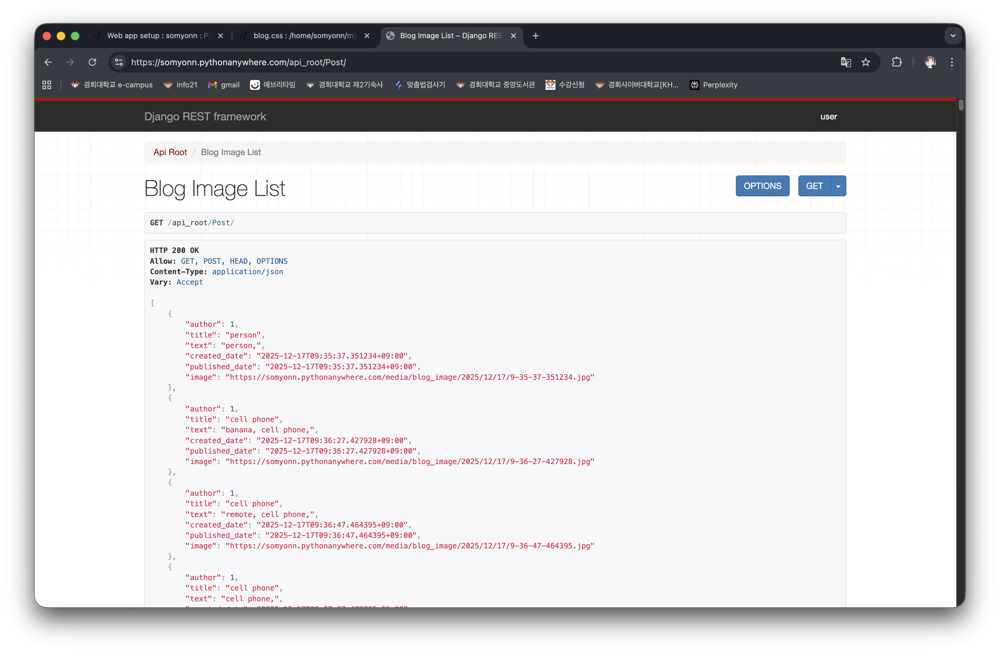 Web app setup : somyonn : Py
blog.css : /home/somyonn/my
Blog Image List – Django RES
https://somyonn.pythonanywhere.com/api_root/Post/
경희대학교 e-campus
info21
gmail
에브리타임
경희대학교 제2기숙사
맞춤법검사기
경희대학교 중앙도서관
수강신청
경희사이버대학교[KH...
Perplexity
Django REST framework
user
Api Root / Blog Image List
Blog Image List
OPTIONS
GET
GET /api_root/Post/
HTTP 200 OK
Allow: GET, POST, HEAD, OPTIONS
Content-Type: application/json
Vary: Accept
[
{
"author": 1,
"title": "person",
"text": "person,",
"created_date": "2025-12-17T09:35:37.351234+09:00",
"published_date": "2025-12-17T09:35:37.351234+09:00",
"image": "https://somyonn.pythonanywhere.com/media/blog_image/2025/12/17/9-35-37-351234.jpg"
},
{
"author": 1,
"title": "cell phone",
"text": "banana, cell phone,",
"created_date": "2025-12-17T09:36:27.427928+09:00",
"published_date": "2025-12-17T09:36:27.427928+09:00",
"image": "https://somyonn.pythonanywhere.com/media/blog_image/2025/12/17/9-36-27-427928.jpg"
},
{
"author": 1,
"title": "cell phone",
"text": "remote, cell phone,",
"created_date": "2025-12-17T09:36:47.464395+09:00",
"published_date": "2025-12-17T09:36:47.464395+09:00",
"image": "https://somyonn.pythonanywhere.com/media/blog_image/2025/12/17/9-36-47-464395.jpg"
},
{
"author": 1,
"title": "cell phone",
"text": "cell phone,",